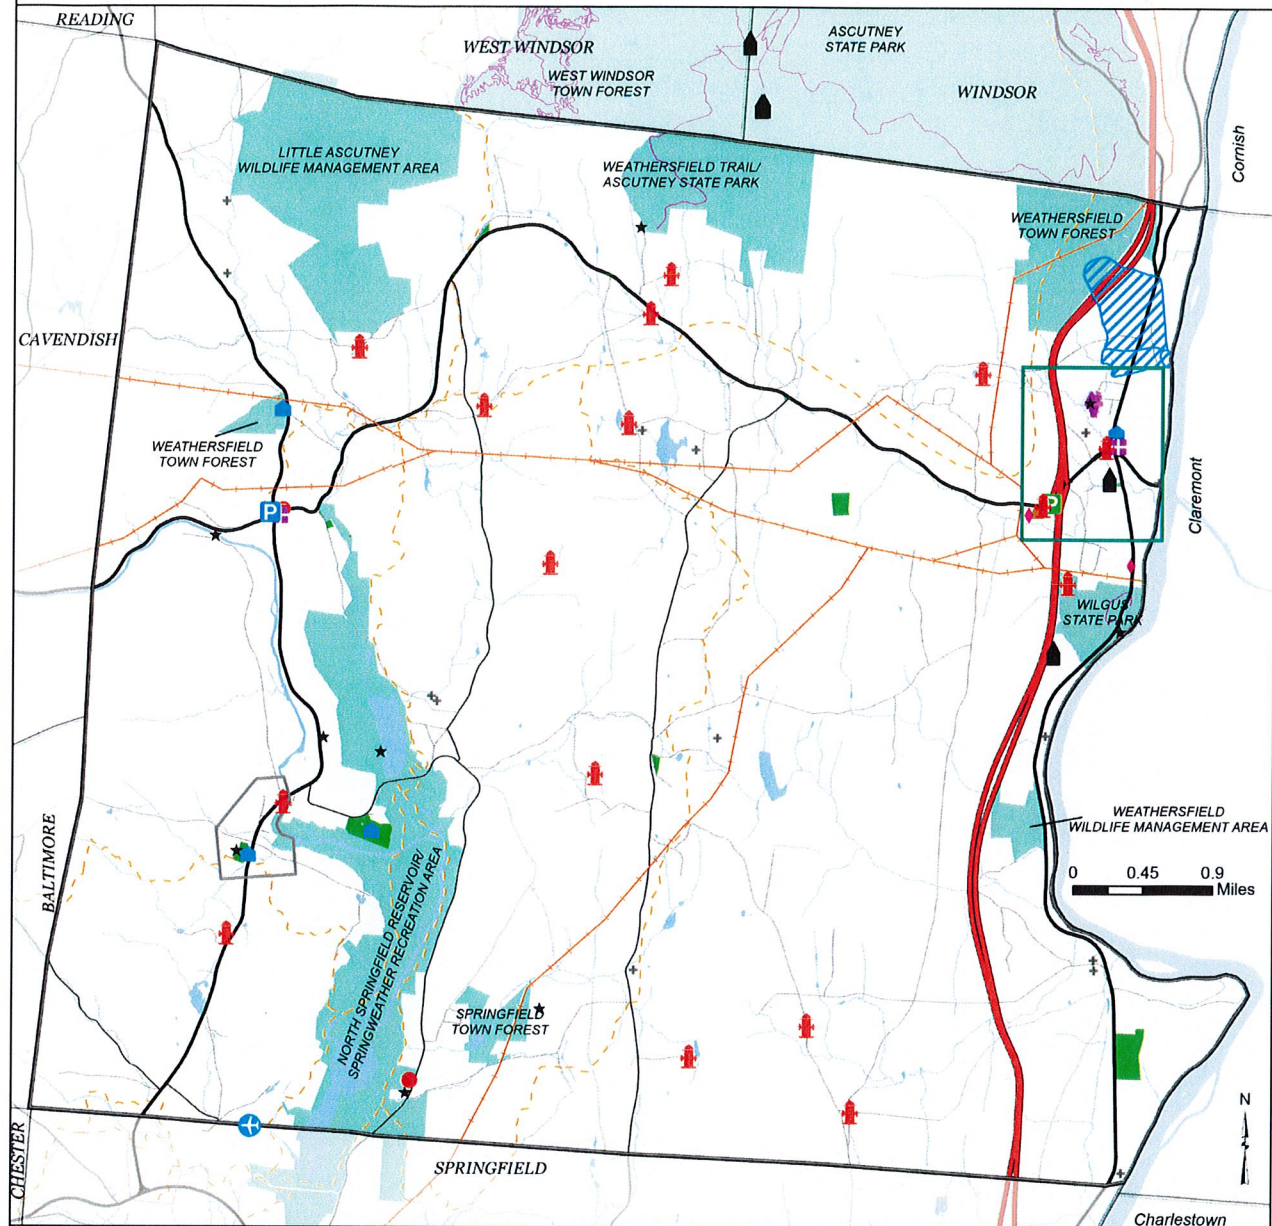 READING
WEST WINDSOR
ASCUTNEY
STATE PARK
WEST WINDSOR
TOWN FOREST
WINDSOR
Cornish
LITTLE ASCUTNEY
WILDLIFE MANAGEMENT AREA
WEATHERSFIELD TRAIL/
ASCUTNEY STATE PARK
WEATHERSFIELD
TOWN FOREST
CAVENDISH
WEATHERSFIELD
TOWN FOREST
Claremont
P
P
WILGUS
STATE PARK
WEATHERSFIELD
WILDLIFE MANAGEMENT AREA
0 0.45 0.9
Miles
BALTIMORE
NORTH SPRINGFIELD RESERVOIR/
SPRINGWEATHER RECREATION AREA
SPRINGFIELD
TOWN FOREST
N
CHESTER
SPRINGFIELD
Charlestown